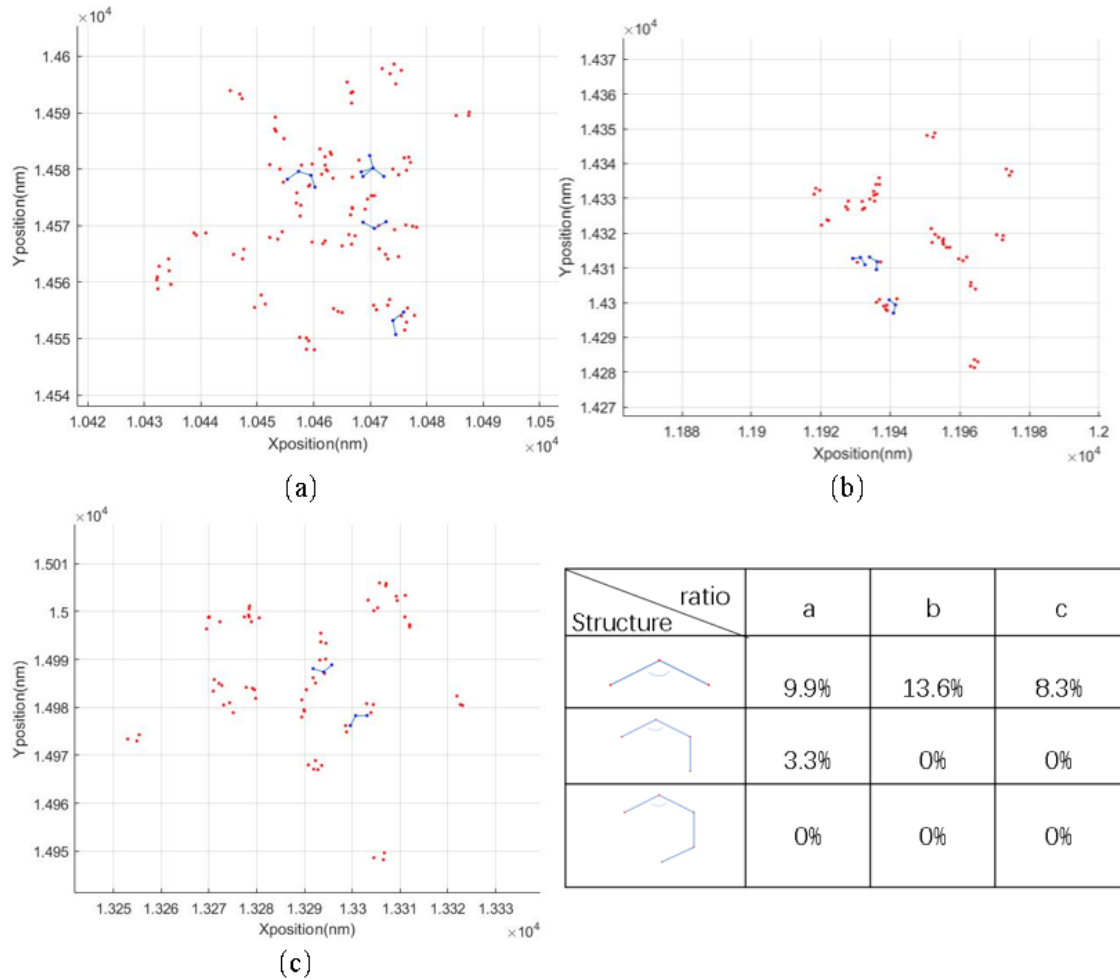 ×10⁴
1.46
1.459
1.458
1.457
1.456
1.455
1.454
Yposition(nm)
1.042 1.043 1.044 1.045 1.046 1.047 1.048 1.049 1.05
Xposition(nm)
×10⁴
(a)
×10⁴
1.437
1.436
1.435
1.434
1.433
1.432
1.431
1.43
1.429
1.428
1.427
Yposition(nm)
1.188 1.19 1.192 1.194 1.196 1.198 1.2
Xposition(nm)
×10⁴
(b)
×10⁴
1.501
1.5
1.499
1.498
1.497
1.496
1.495
Yposition(nm)
1.325 1.326 1.327 1.328 1.329 1.33 1.331 1.332 1.333
Xposition(nm)
×10⁴
(c)
ratio a b c
Structure
9.9% 13.6% 8.3%
3.3% 0% 0%
0% 0% 0%